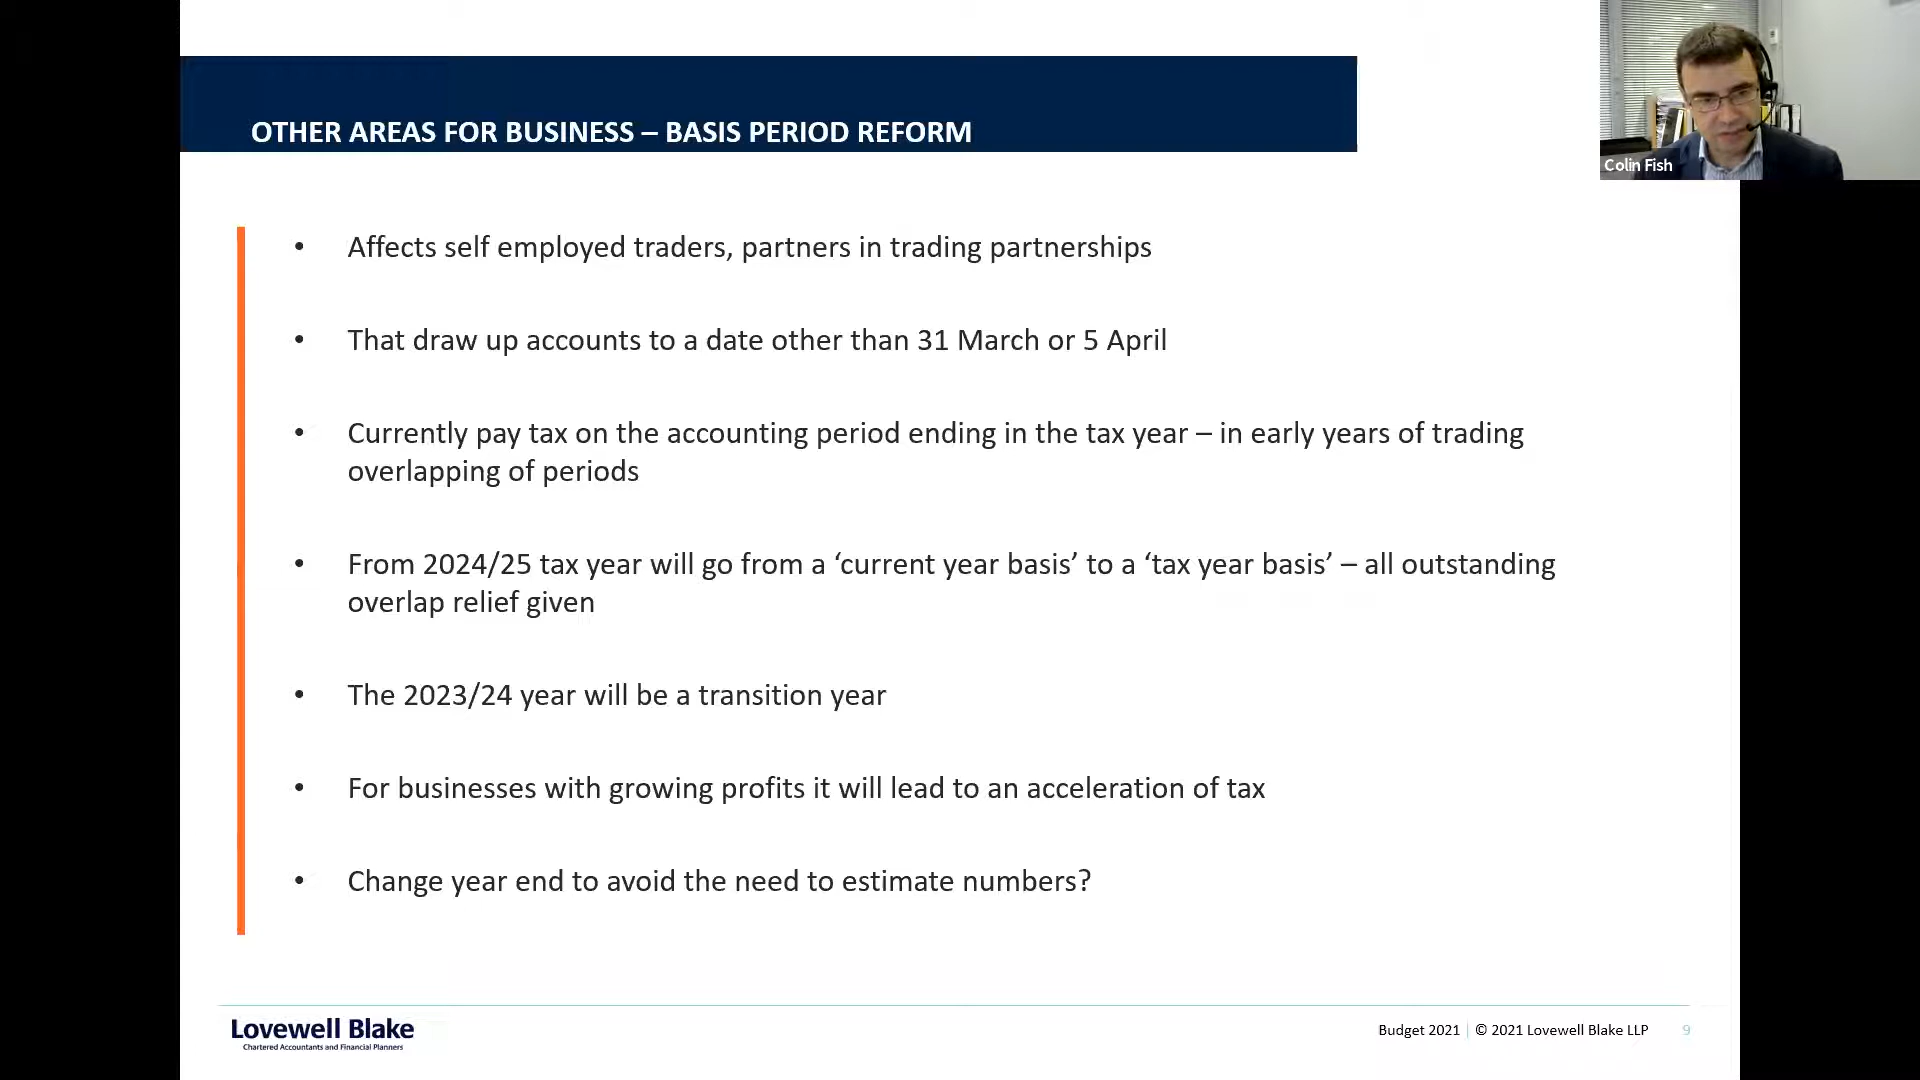 OTHER AREAS FOR BUSINESS – BASIS PERIOD REFORM
Colin Fish
• Affects self employed traders, partners in trading partnerships
• That draw up accounts to a date other than 31 March or 5 April
• Currently pay tax on the accounting period ending in the tax year – in early years of trading
overlapping of periods
• From 2024/25 tax year will go from a ‘current year basis’ to a ‘tax year basis’ – all outstanding
overlap relief given
• The 2023/24 year will be a transition year
• For businesses with growing profits it will lead to an acceleration of tax
• Change year end to avoid the need to estimate numbers?
Lovewell Blake
Chartered Accountants and Financial Planners
Budget 2021 | © 2021 Lovewell Blake LLP 9